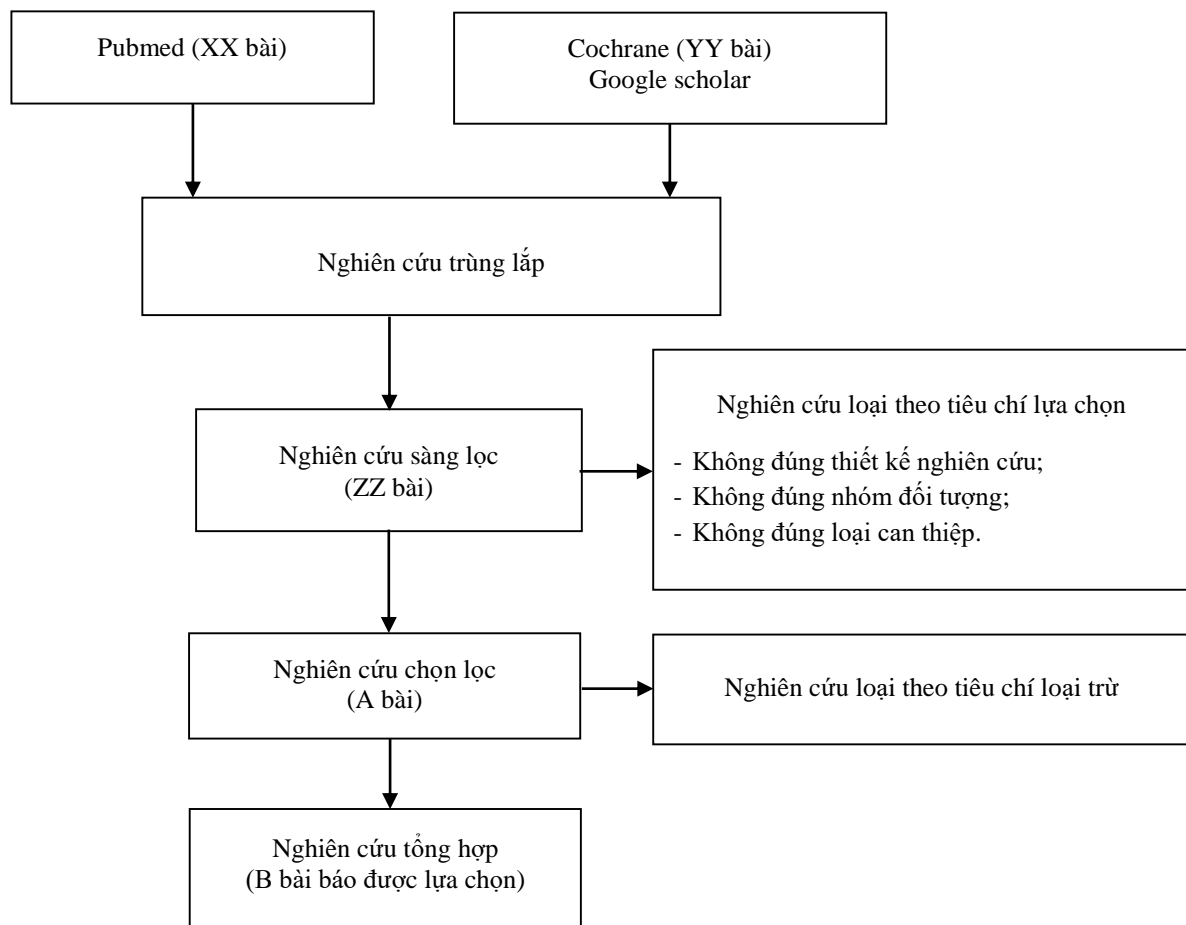 Pubmed (XX bài)
Cochrane (YY bài)
Google scholar
Nghiên cứu trùng lắp
Nghiên cứu sàng lọc
(ZZ bài)
Nghiên cứu loại theo tiêu chí lựa chọn
- Không đúng thiết kế nghiên cứu;
- Không đúng nhóm đối tượng;
- Không đúng loại can thiệp.
Nghiên cứu chọn lọc
(A bài)
Nghiên cứu loại theo tiêu chí loại trừ
Nghiên cứu tổng hợp
(B bài báo được lựa chọn)